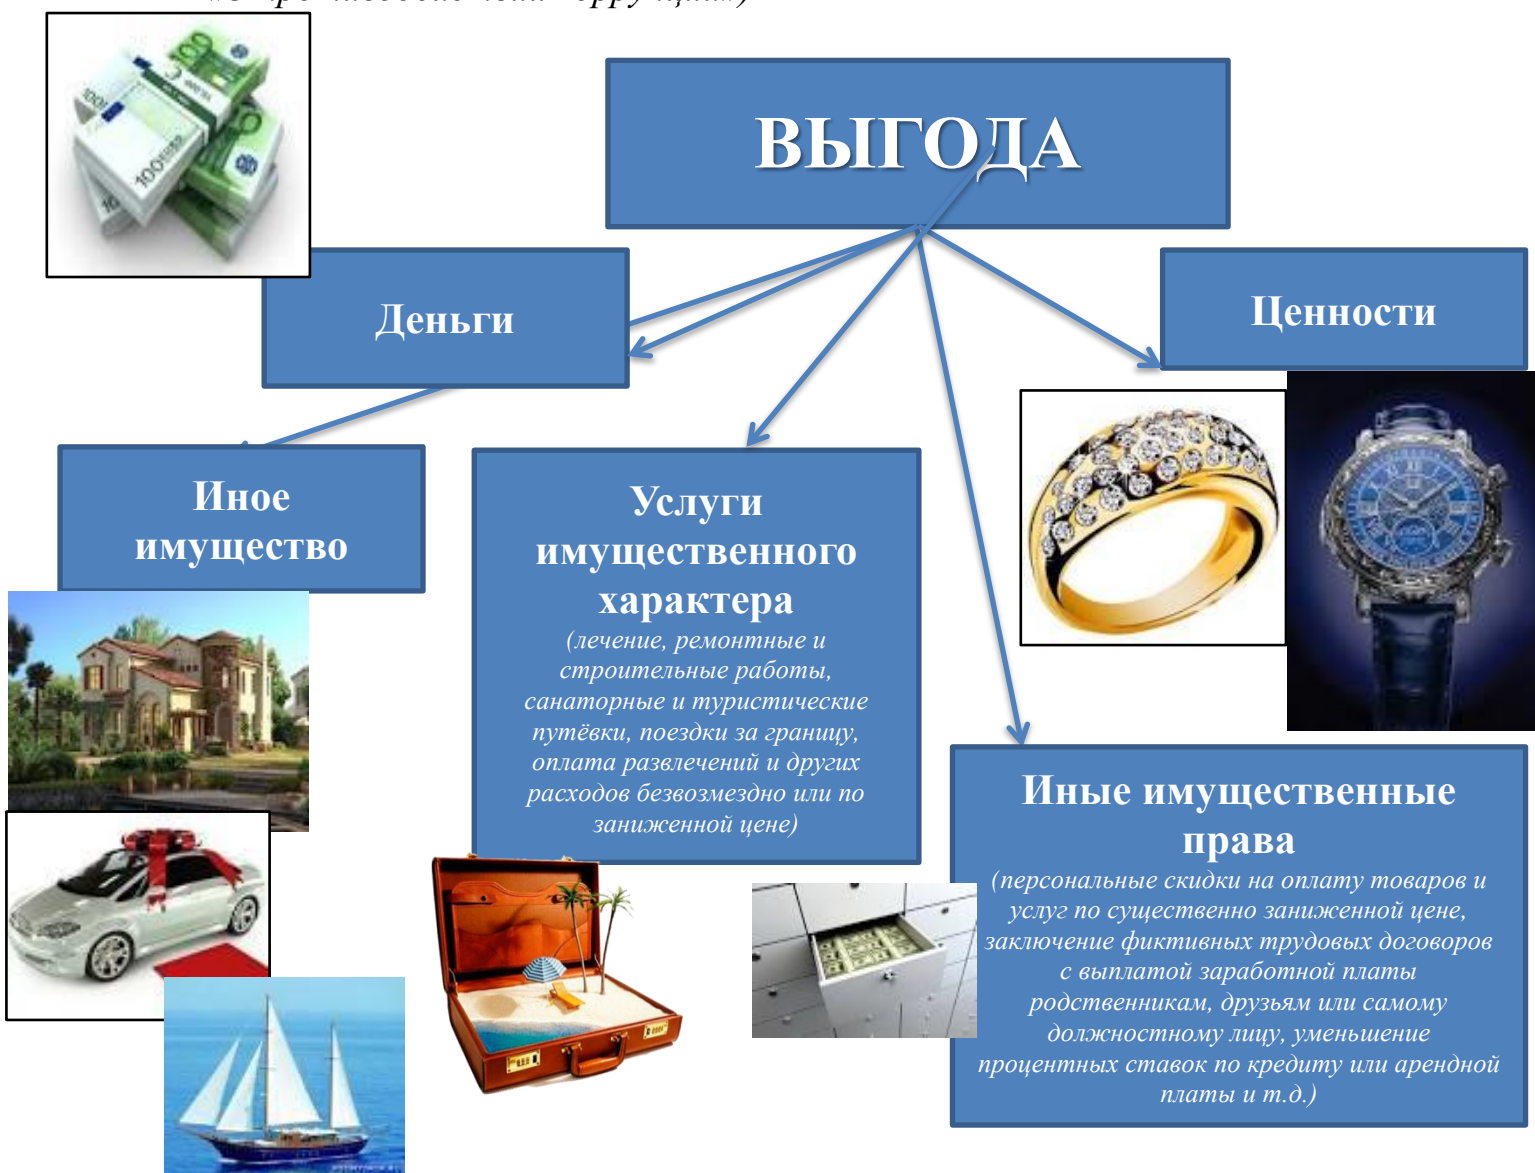 ВЫГОДА
Деньги
Ценности
Иное
имущество
Услуги
имущественного
характера
(лечение, ремонтные и
строительные работы,
санаторные и туристические
путёвки, поездки за границу,
оплата развлечений и других
расходов безвозмездно или по
заниженной цене)
Иные имущественные
права
(персональные скидки на оплату товаров и
услуг по существенно заниженной цене,
заключение фиктивных трудовых договоров
с выплатой заработной платы
родственникам, друзьям или самому
должностному лицу, уменьшение
процентных ставок по кредиту или арендной
платы и т.д.)